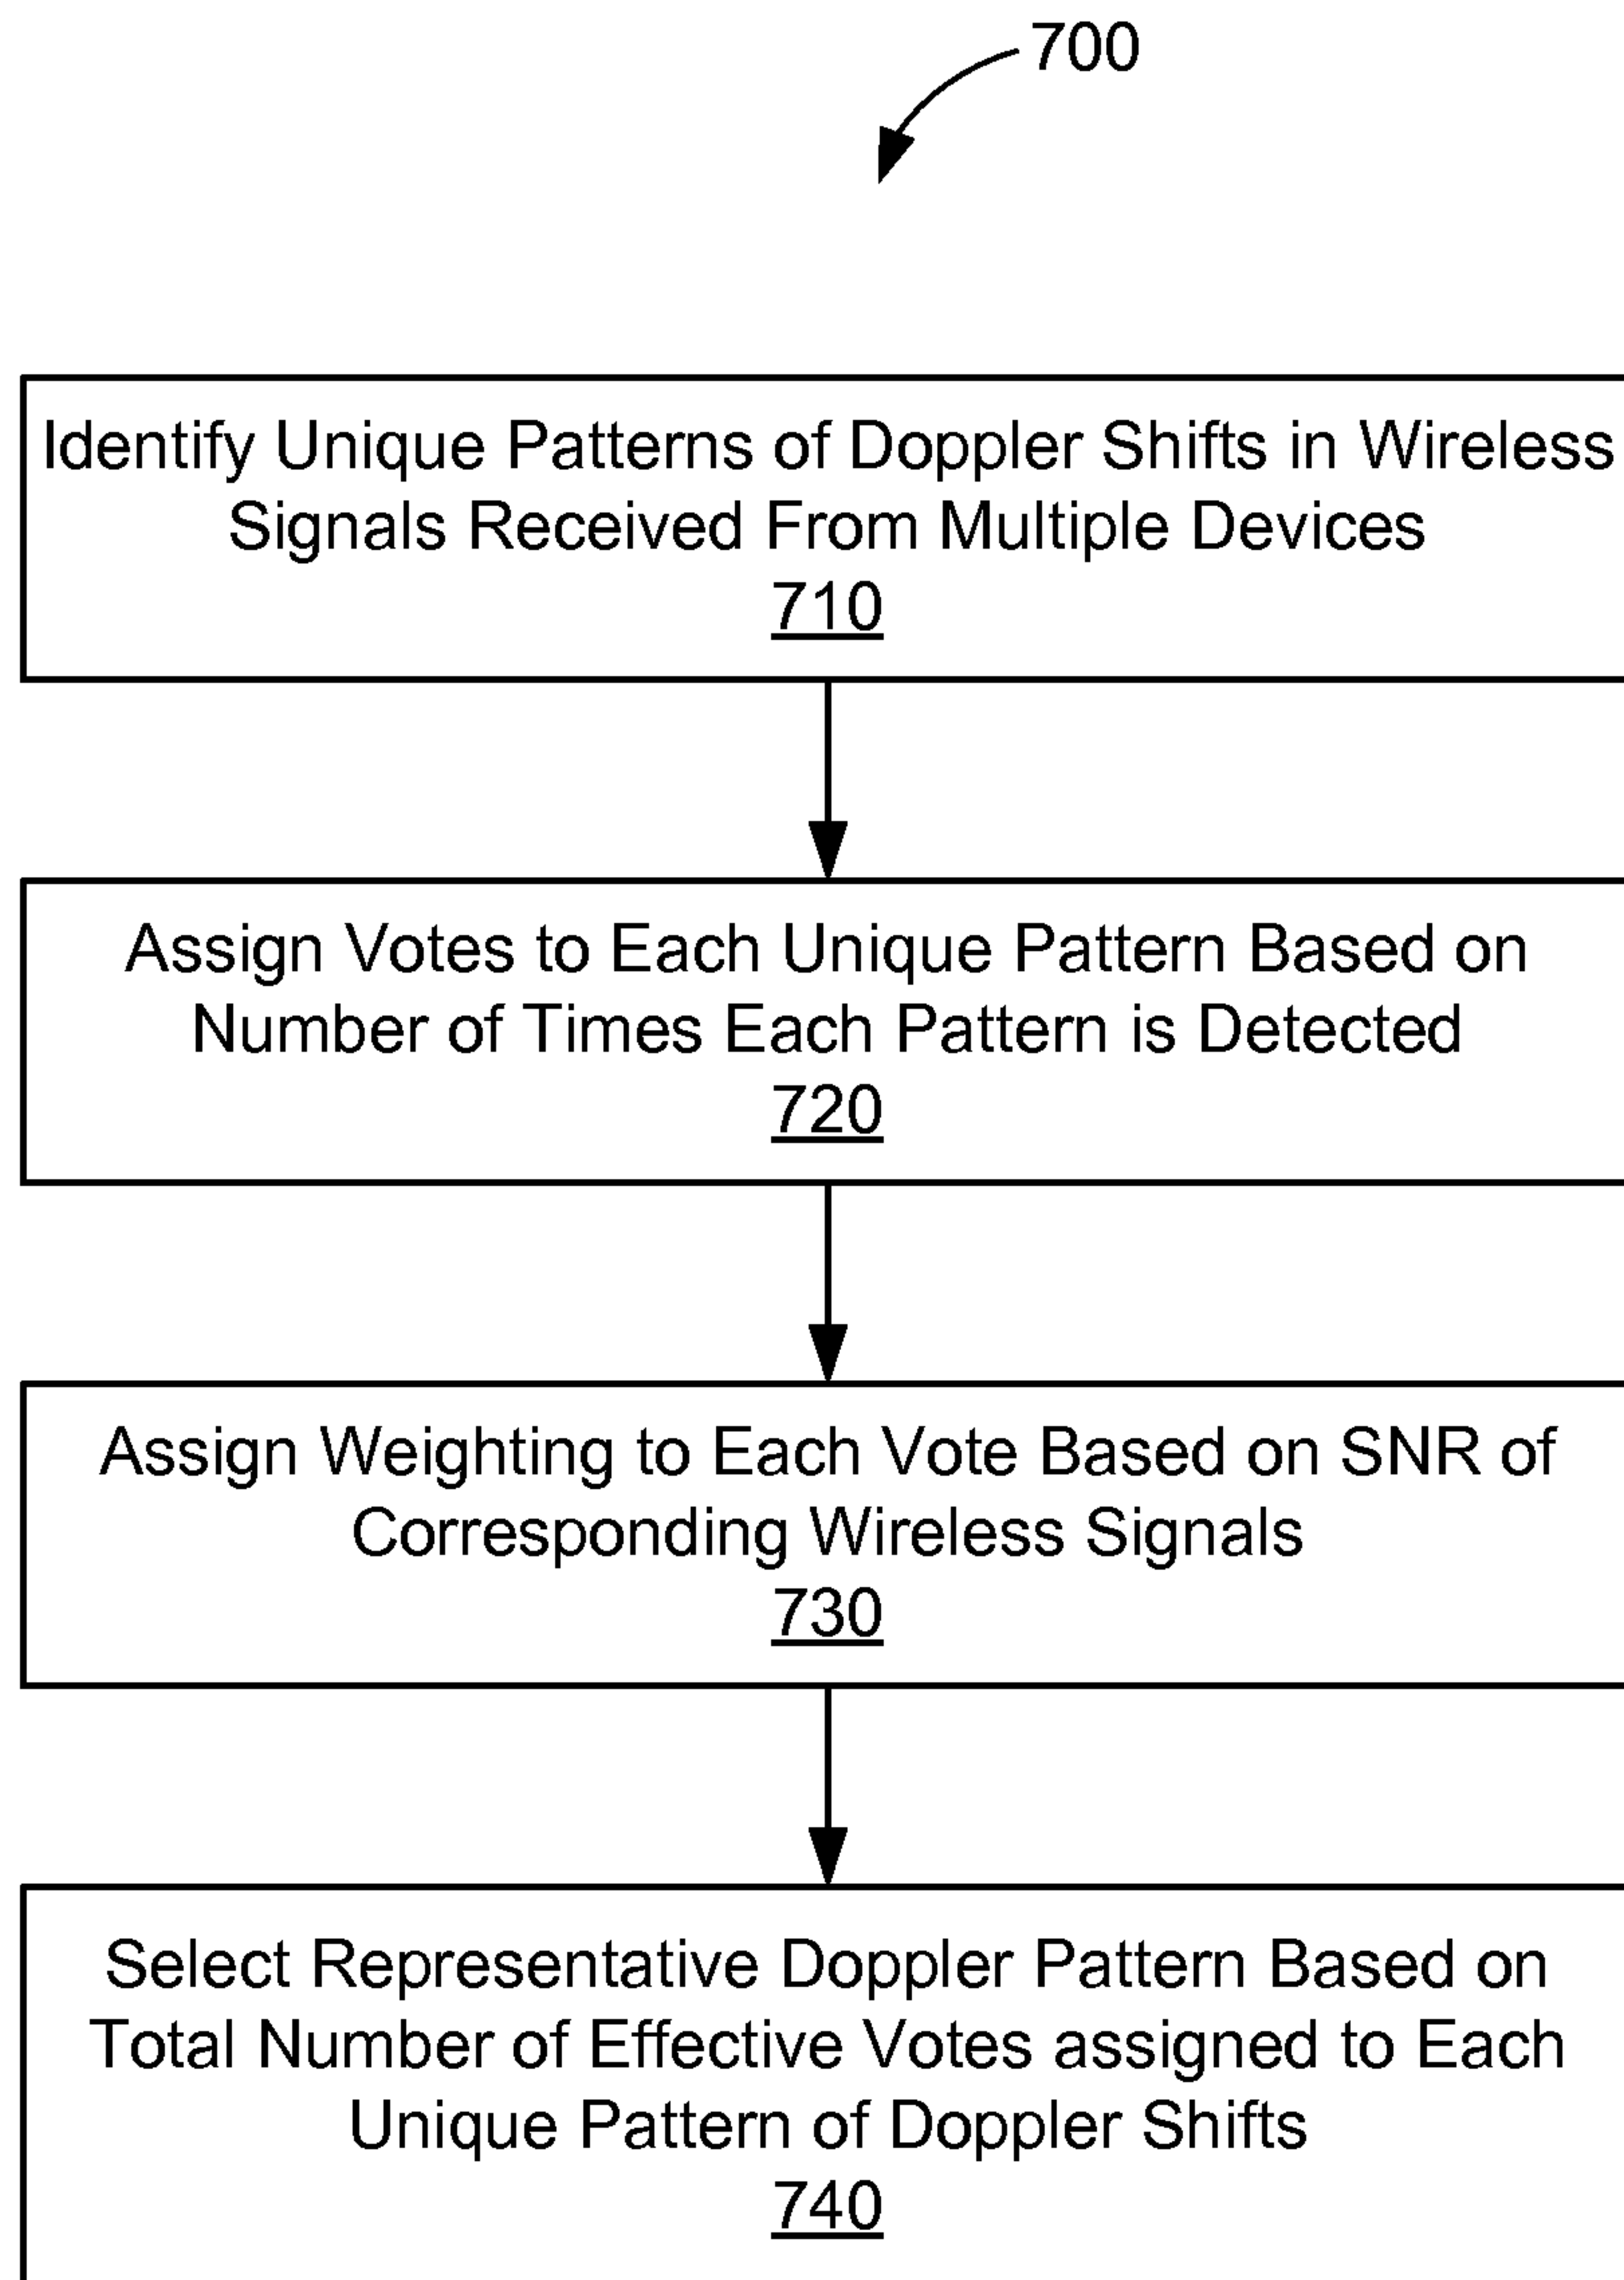 700
Identify Unique Patterns of Doppler Shifts in Wireless
Signals Received From Multiple Devices
710
Assign Votes to Each Unique Pattern Based on
Number of Times Each Pattern is Detected
720
Assign Weighting to Each Vote Based on SNR of
Corresponding Wireless Signals
730
Select Representative Doppler Pattern Based on
Total Number of Effective Votes assigned to Each
Unique Pattern of Doppler Shifts
740